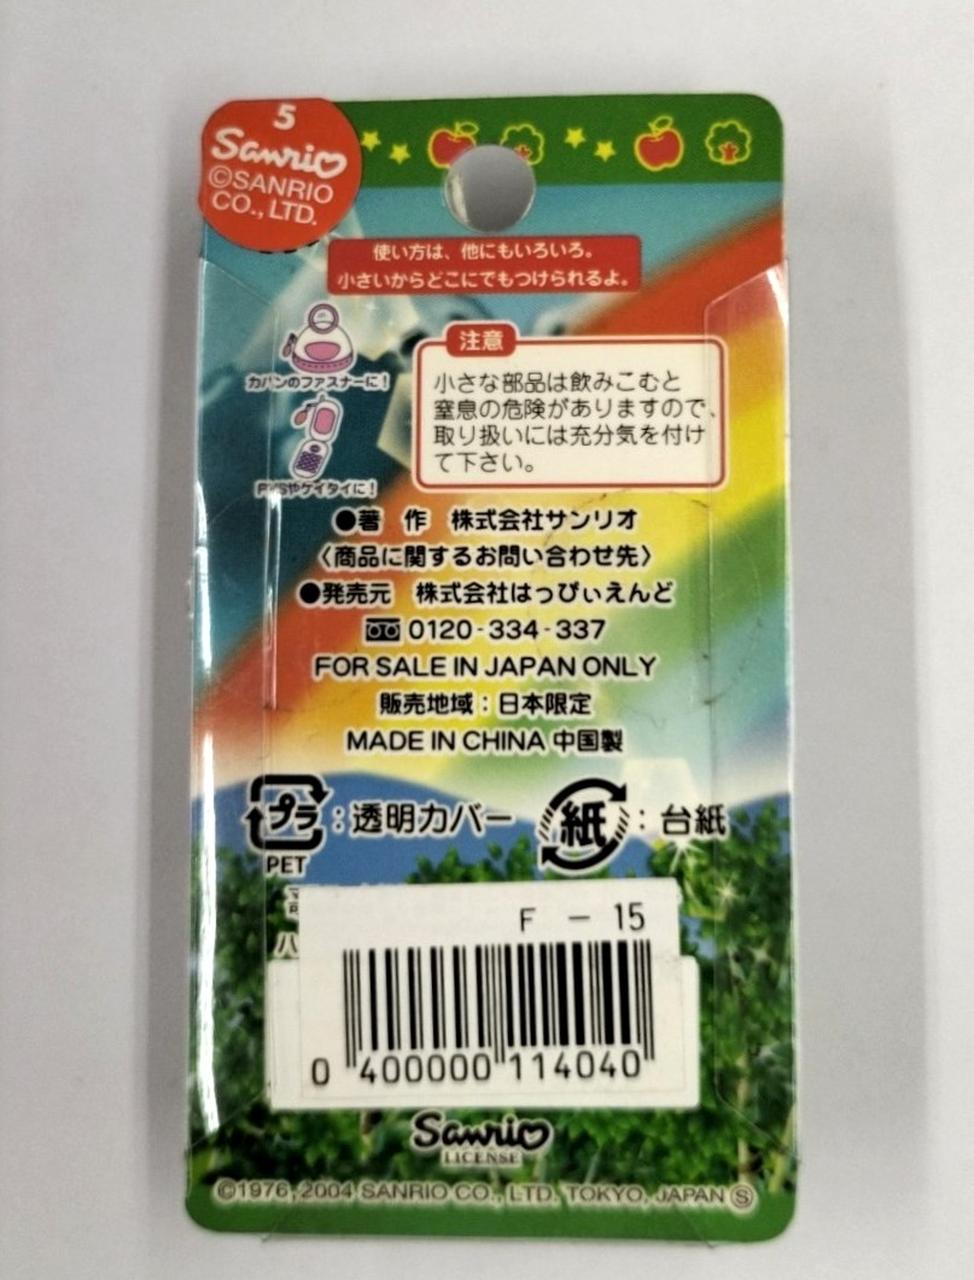 5
Sanrio
©SANRIO
CO., LTD.
使い方は、他にもいろいろ。
小さいからどこにでもつけられるよ。
カバンのファスナーに!
やケイタイに!
注意
小さな部品は飲みこむと
窒息の危険がありますので、
取り扱いには充分気を付け
て下さい。
●著 作 株式会社サンリオ
〈商品に関するお問い合わせ先〉
●発売元 株式会社はっぴぃえんど
0120-334-337
FOR SALE IN JAPAN ONLY
販売地域:日本限定
MADE IN CHINA 中国製
プラ:透明カバー 紙:台紙
PET
F - 15
0 400000 114040
Sanrio
LICENSE
©1976, 2004 SANRIO CO., LTD. TOKYO, JAPAN Ⓢ